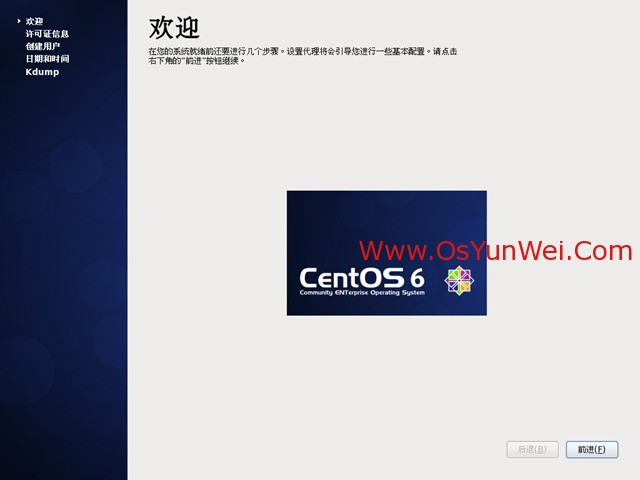 欢迎
许可证信息
创建用户
日期和时间
Kdump
欢迎
在您的系统就绪前还要进行几个步骤。设置代理将会引导您进行一些基本配置。请点击
右下角的"前进"按钮继续。
Www.OsYunWei.Com
CentOS 6
Community ENTerprise Operating System
后退(B)
前进(F)